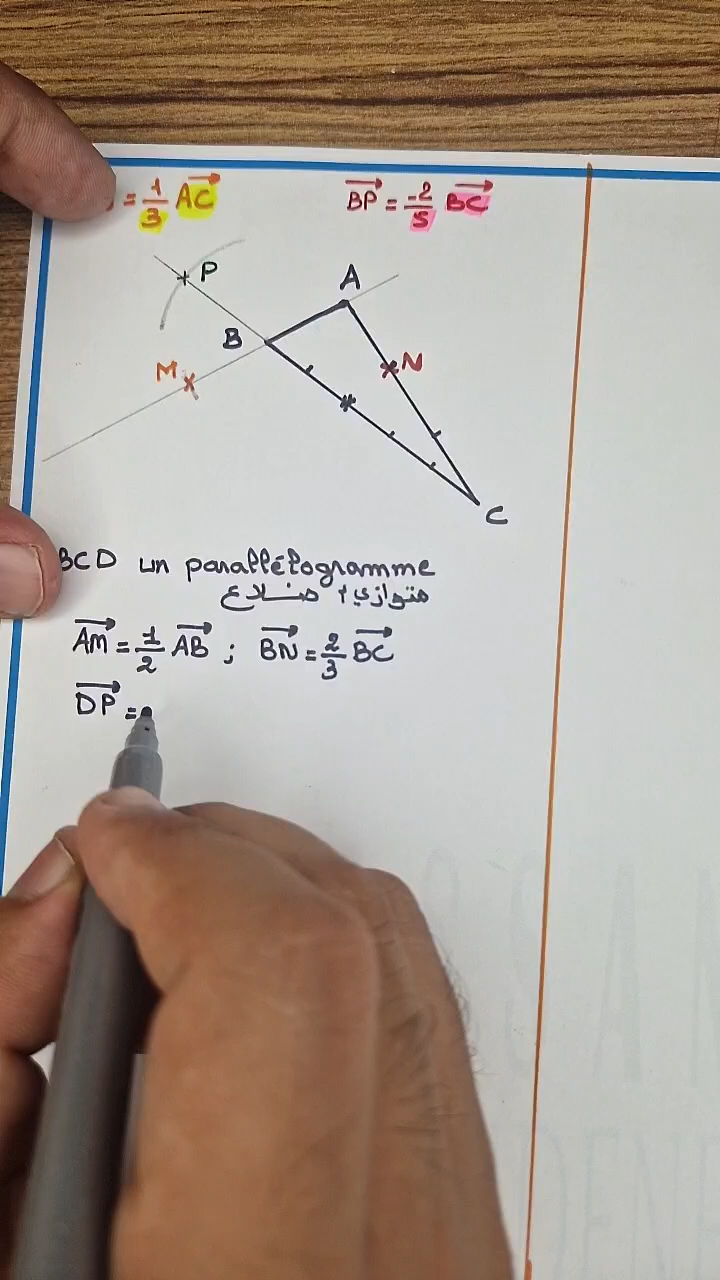 = 1/3 AC
BP = -2/5 BC
P
A
B
M
N
C
BCD un parallélogramme
متوازي أضلاع
AM = 1/2 AB ; BN = 2/3 BC
DP =